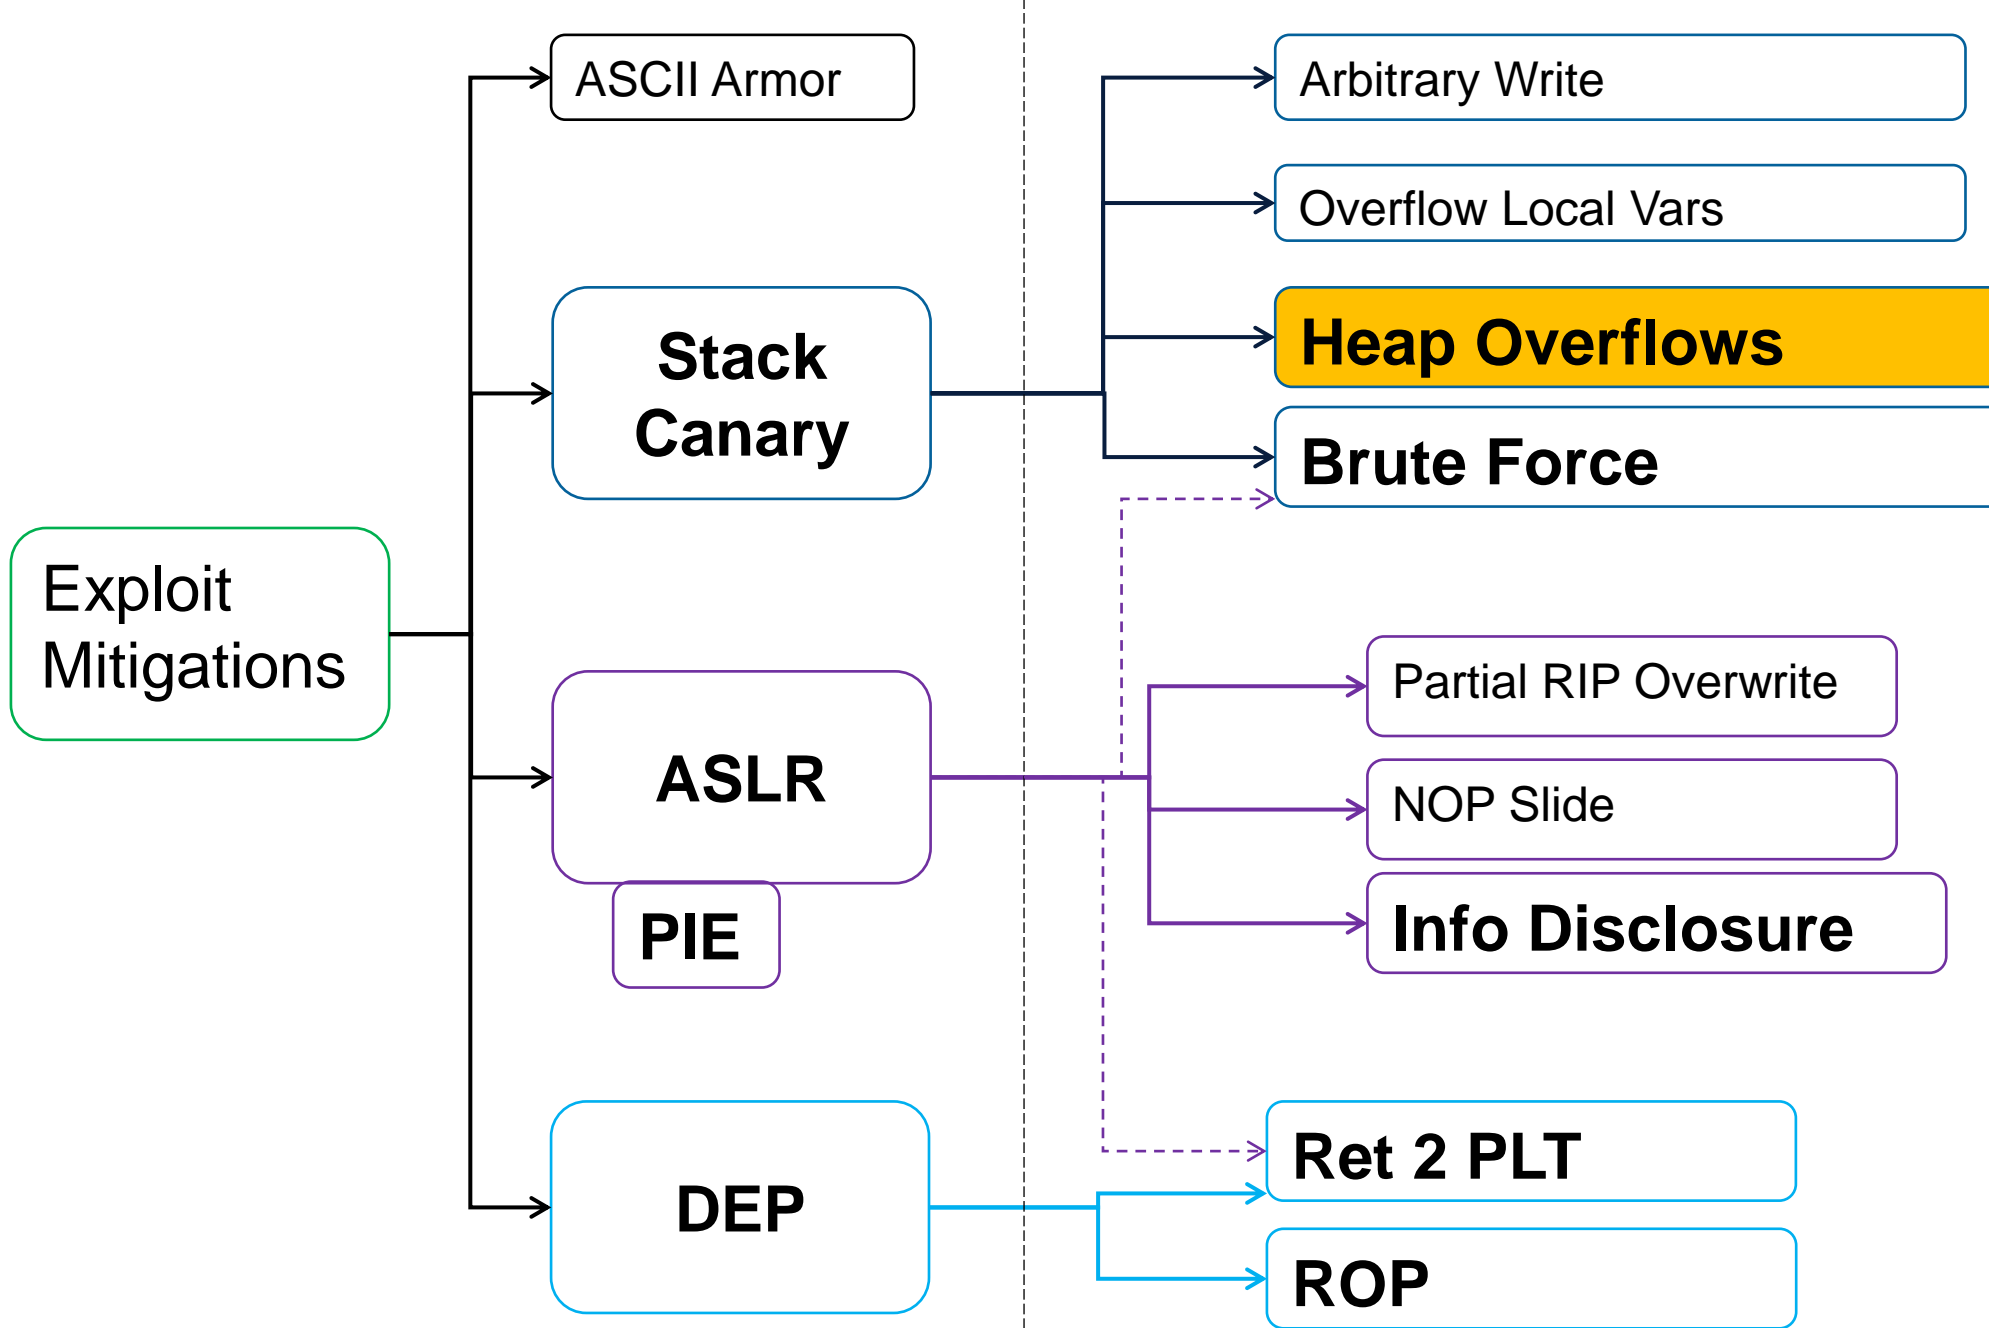 ASCII Armor
Arbitrary Write
Overflow Local Vars
Stack
Canary
Heap Overflows
Brute Force
Exploit
Mitigations
Partial RIP Overwrite
ASLR
NOP Slide
PIE
Info Disclosure
Ret 2 PLT
DEP
ROP